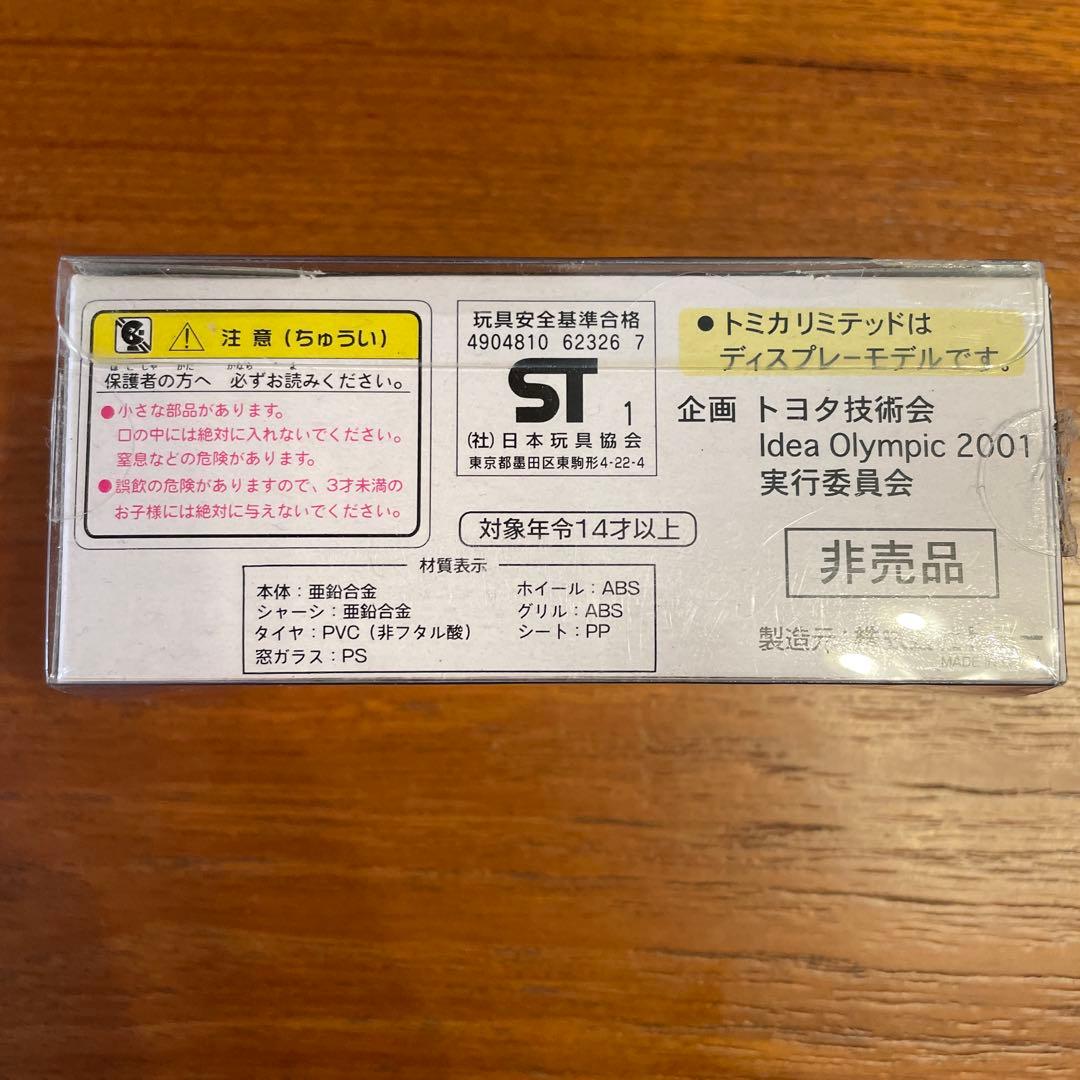 注意(ちゅうい)
保護者の方へ 必ずお読みください。
●小さな部品があります。
口の中には絶対に入れないでください。
窒息などの危険があります。
●誤飲の危険がありますので、3才未満の
お子様には絶対に与えないでください。
玩具安全基準合格
4904810 62326 7
ST 1
(社)日本玩具協会
東京都墨田区東駒形4-22-4
対象年令14才以上
材質表示
本体:亜鉛合金
シャーシ:亜鉛合金
タイヤ:PVC(非フタル酸)
窓ガラス:PS
ホイール:ABS
グリル:ABS
シート:PP
●トミカリミテッドは
ディスプレーモデルです。
企画 トヨタ技術会
Idea Olympic 2001
実行委員会
非売品
製造元:株
MADE IN